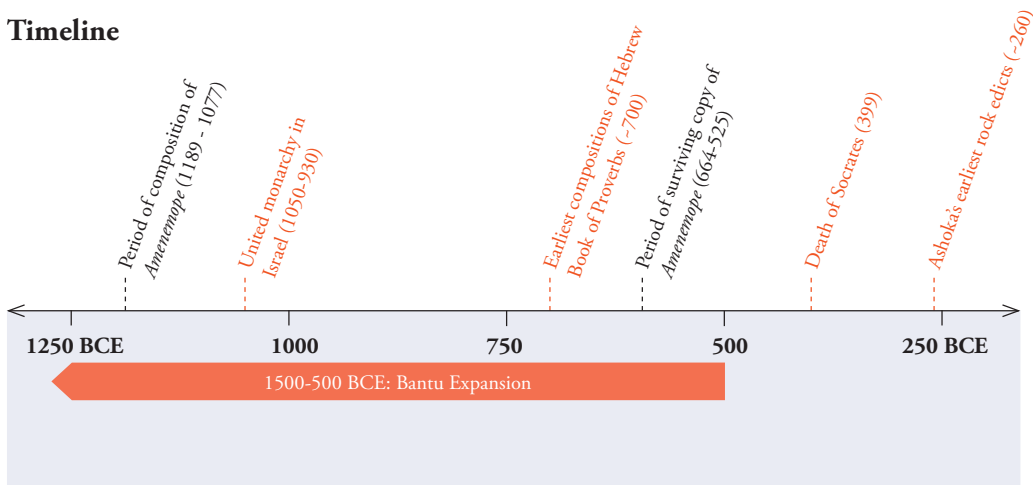 Timeline
Period of composition of
Amenemope (1189 - 1077)
United monarchy in
Israel (1050-930)
Earliest compositions of Hebrew
Book of Proverbs (~700)
Period of surviving copy of
Amenemope (664-525)
Death of Socrates (399)
Ashoka's earliest rock edicts (~260)
1250 BCE
1000
750
500
250 BCE
1500-500 BCE: Bantu Expansion